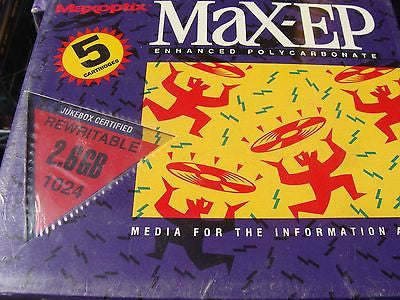 Maxoptix
MAX-EP
ENHANCED POLYCARBONATE
5
CARTRIDGES
JUKEBOX CERTIFIED
REWRITABLE
2.6GB
1024
MEDIA FOR THE INFORMATION A